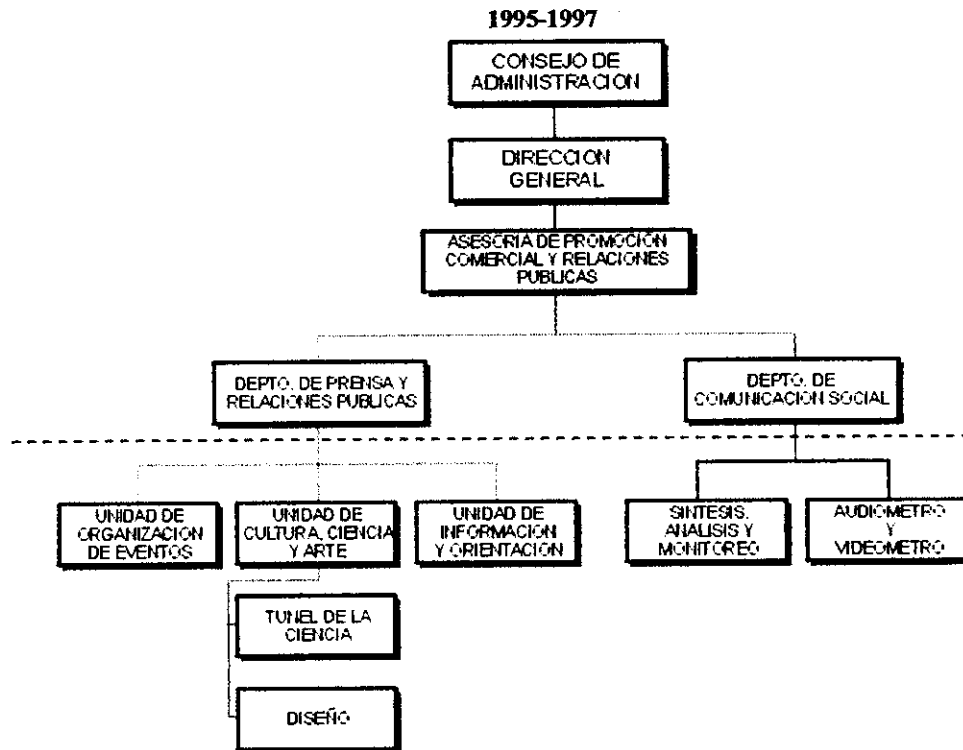 1995-1997
CONSEJO DE
ADMINISTRACION
DIRECCION
GENERAL
ASESORIA DE PROMOCIÓN
COMERCIAL Y RELACIONES
PUBLICAS
DEPTO. DE PRENSA Y
RELACIONES PUBLICAS
DEPTO. DE
COMUNICACION SOCIAL
UNIDAD DE
ORGANIZACION
DE EVENTOS
UNIDAD DE
CULTURA, CIENCIA
Y ARTE
UNIDAD DE
INFORMACION
Y ORIENTACION
SINTESIS,
ANALISIS Y
MONITOREO
AUDIOMETRO
Y
VIDEOMETRO
TUNEL DE LA
CIENCIA
DISEÑO